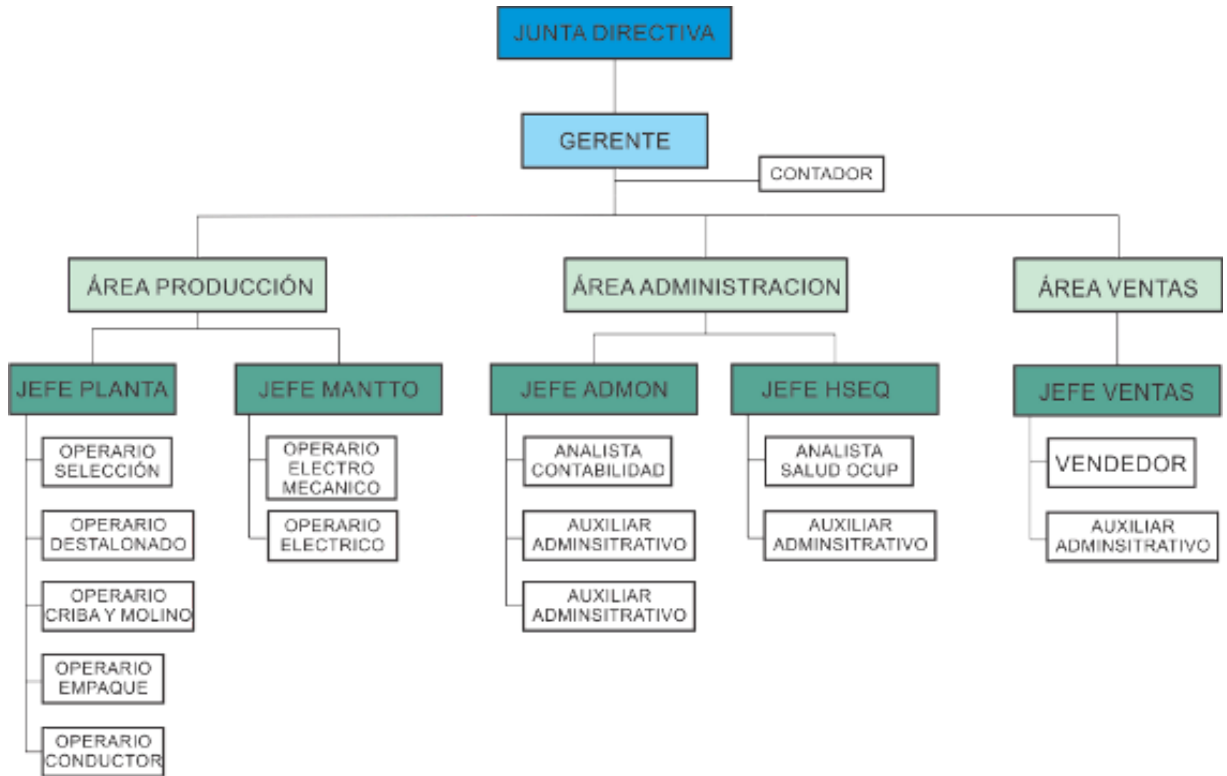 JUNTA DIRECTIVA
GERENTE
CONTADOR
ÁREA PRODUCCIÓN
ÁREA ADMINISTRACION
ÁREA VENTAS
JEFE PLANTA
JEFE MANTTO
JEFE ADMON
JEFE HSEQ
JEFE VENTAS
OPERARIO
SELECCIÓN
OPERARIO
DESTALONADO
OPERARIO
CRIBA Y MOLINO
OPERARIO
EMPAQUE
OPERARIO
CONDUCTOR
OPERARIO
ELECTRO
MECANICO
OPERARIO
ELECTRICO
ANALISTA
CONTABILIDAD
AUXILIAR
ADMINSITRATIVO
AUXILIAR
ADMINSITRATIVO
ANALISTA
SALUD OCUP
AUXILIAR
ADMINSITRATIVO
VENDEDOR
AUXILIAR
ADMINSITRATIVO